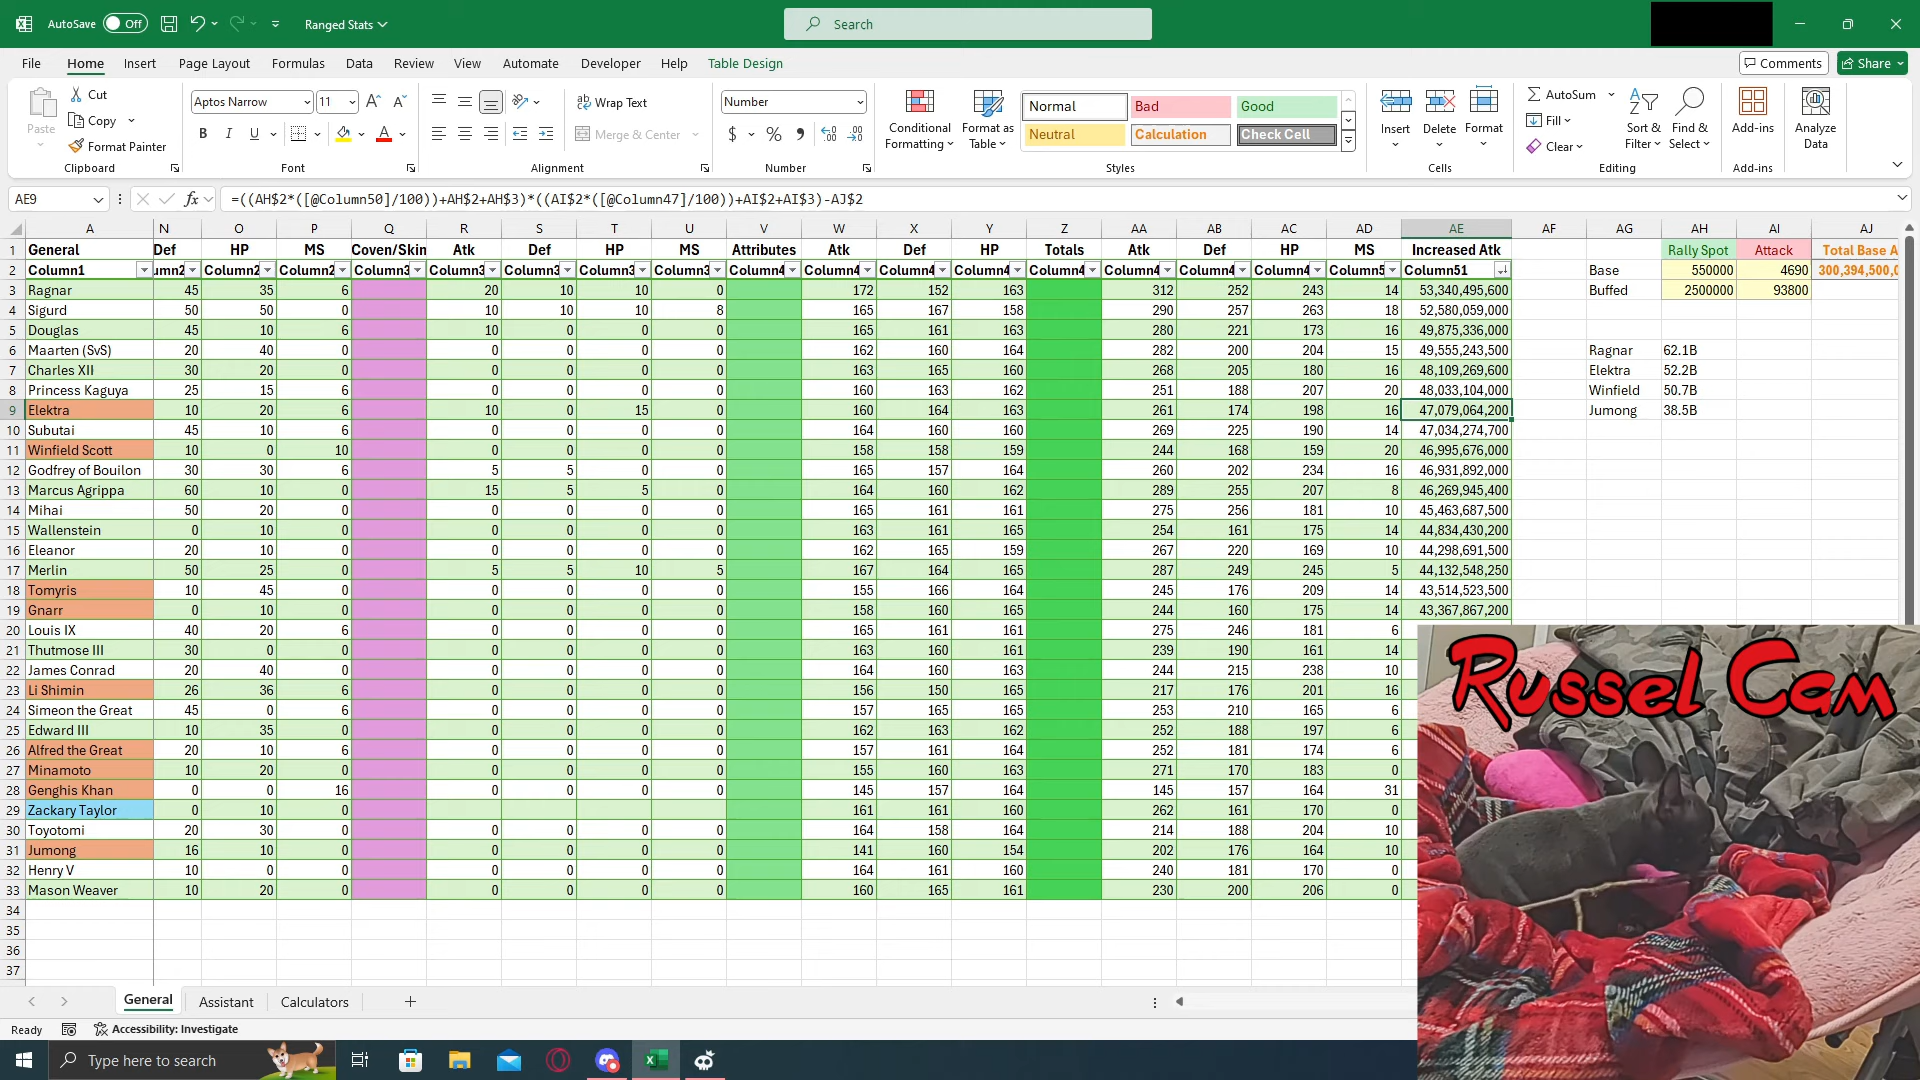 AutoSave Off Ranged Stats Search
File Home Insert Page Layout Formulas Data Review View Automate Developer Help Table Design Comments Share
Paste Cut Copy Format Painter Clipboard
Aptos Narrow 11 B I U Font
Wrap Text Merge & Center Alignment
Number $ % Number
Conditional Formatting Format as Table Normal Bad Good Neutral Calculation Check Cell Styles
Insert Delete Format Cells
AutoSum Fill Clear Sort & Filter Find & Select Editing
Add-ins Add-ins Analyze Data
AE9 fx =((AH$2*([@Column50]/100))+AH$2+AH$3)*((AI$2*([@Column47]/100))+AI$2+AI$3)-AJ$2
A N O P Q R S T U V W X Y Z AA AB AC AD AE AF AG AH AI AJ
1 General Def HP MS Coven/Skin Atk Def HP MS Attributes Atk Def HP Totals Atk Def HP MS Increased Atk Rally Spot Attack Total Base A
2 Column1 umn2 Column2 Column2 Column3 Column3 Column3 Column3 Column3 Column4 Column4 Column4 Column4 Column4 Column4 Column4 Column4 Column5 Column51 Base 550000 4690 300,394,500,0
3 Ragnar 45 35 6 20 10 10 0 172 152 163 312 252 243 14 53,340,495,600 Buffed 2500000 93800
4 Sigurd 50 50 0 10 10 10 8 165 167 158 290 257 263 18 52,580,059,000
5 Douglas 45 10 6 10 0 0 0 165 161 163 280 221 173 16 49,875,336,000
6 Maarten (SvS) 20 40 0 0 0 0 0 162 160 164 282 200 204 15 49,555,243,500 Ragnar 62.1B
7 Charles XII 30 20 0 0 0 0 0 163 165 160 268 205 180 16 48,109,269,600 Elektra 52.2B
8 Princess Kaguya 25 15 6 0 0 0 0 160 163 162 251 188 207 20 48,033,104,000 Winfield 50.7B
9 Elektra 10 20 6 10 0 15 0 160 164 163 261 174 198 16 47,079,064,200 Jumong 38.5B
10 Subutai 45 10 6 0 0 0 0 164 160 160 269 225 190 14 47,034,274,700
11 Winfield Scott 10 0 10 0 0 0 0 158 158 159 244 168 159 20 46,995,676,000
12 Godfrey of Bouilon 30 30 6 5 5 0 0 165 157 164 260 202 234 16 46,931,892,000
13 Marcus Agrippa 60 10 0 15 5 5 0 164 160 162 289 255 207 8 46,269,945,400
14 Mihai 50 20 0 0 0 0 0 165 161 161 275 256 181 10 45,463,687,500
15 Wallenstein 0 10 0 0 0 0 0 163 161 165 254 161 175 14 44,834,430,200
16 Eleanor 20 10 0 0 0 0 0 162 165 159 267 220 169 10 44,298,691,500
17 Merlin 50 25 0 5 5 10 5 167 164 165 287 249 245 5 44,132,548,250
18 Tomyris 10 45 0 0 0 0 0 155 166 164 245 176 209 14 43,514,523,500
19 Gnarr 0 10 0 0 0 0 0 158 160 165 244 160 175 14 43,367,867,200
20 Louis IX 40 20 6 0 0 0 0 165 161 161 275 246 181 6
21 Thutmose III 30 0 0 0 0 0 0 163 160 161 239 190 161 14
22 James Conrad 20 40 0 0 0 0 0 164 160 163 244 215 238 10
23 Li Shimin 26 36 6 0 0 0 0 156 150 165 217 176 201 16
24 Simeon the Great 45 0 6 0 0 0 0 157 165 165 253 210 165 6
25 Edward III 10 35 0 0 0 0 0 162 163 162 252 188 197 6
26 Alfred the Great 20 10 6 0 0 0 0 157 161 164 252 181 174 6
27 Minamoto 10 20 0 0 0 0 0 155 160 163 271 170 183 0
28 Genghis Khan 0 0 16 0 0 0 0 145 157 164 145 157 164 31
29 Zackary Taylor 0 10 0 161 161 160 262 161 170 0
30 Toyotomi 20 30 0 0 0 0 0 164 158 164 214 188 204 10
31 Jumong 16 10 0 0 0 0 0 141 160 154 202 176 164 10
32 Henry V 10 0 0 0 0 0 0 164 161 160 240 181 170 0
33 Mason Weaver 10 20 0 0 0 0 0 160 165 161 230 200 206 0
34
35
36
37
Russel Cam
General Assistant Calculators
Ready Accessibility: Investigate
Type here to search